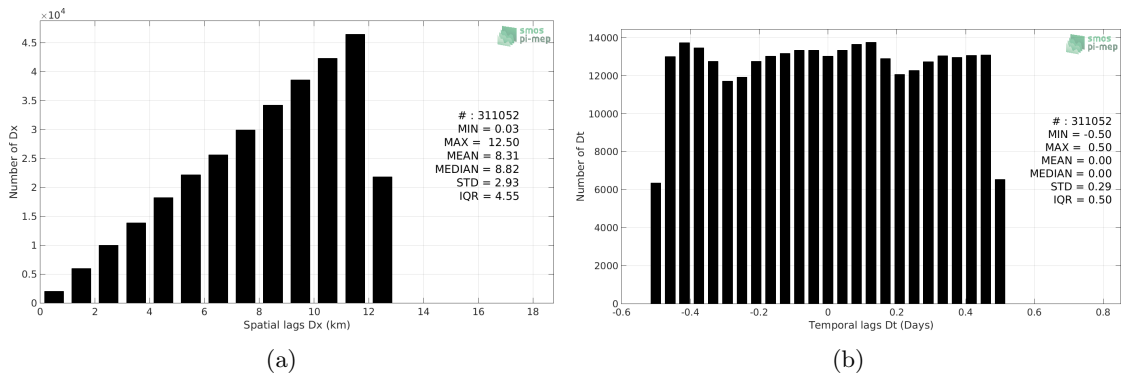 ×10⁴
4.5
4
3.5
3
2.5
2
1.5
1
0.5
0
Number of Dx
0 2 4 6 8 10 12 14 16 18
Spatial lags Dx (km)
smos
pi-mep
# : 311052
MIN = 0.03
MAX = 12.50
MEAN = 8.31
MEDIAN = 8.82
STD = 2.93
IQR = 4.55
(a)
14000
12000
10000
8000
6000
4000
2000
0
Number of Dt
-0.6 -0.4 -0.2 0 0.2 0.4 0.6 0.8
Temporal lags Dt (Days)
smos
pi-mep
# : 311052
MIN = -0.50
MAX = 0.50
MEAN = 0.00
MEDIAN = 0.00
STD = 0.29
IQR = 0.50
(b)